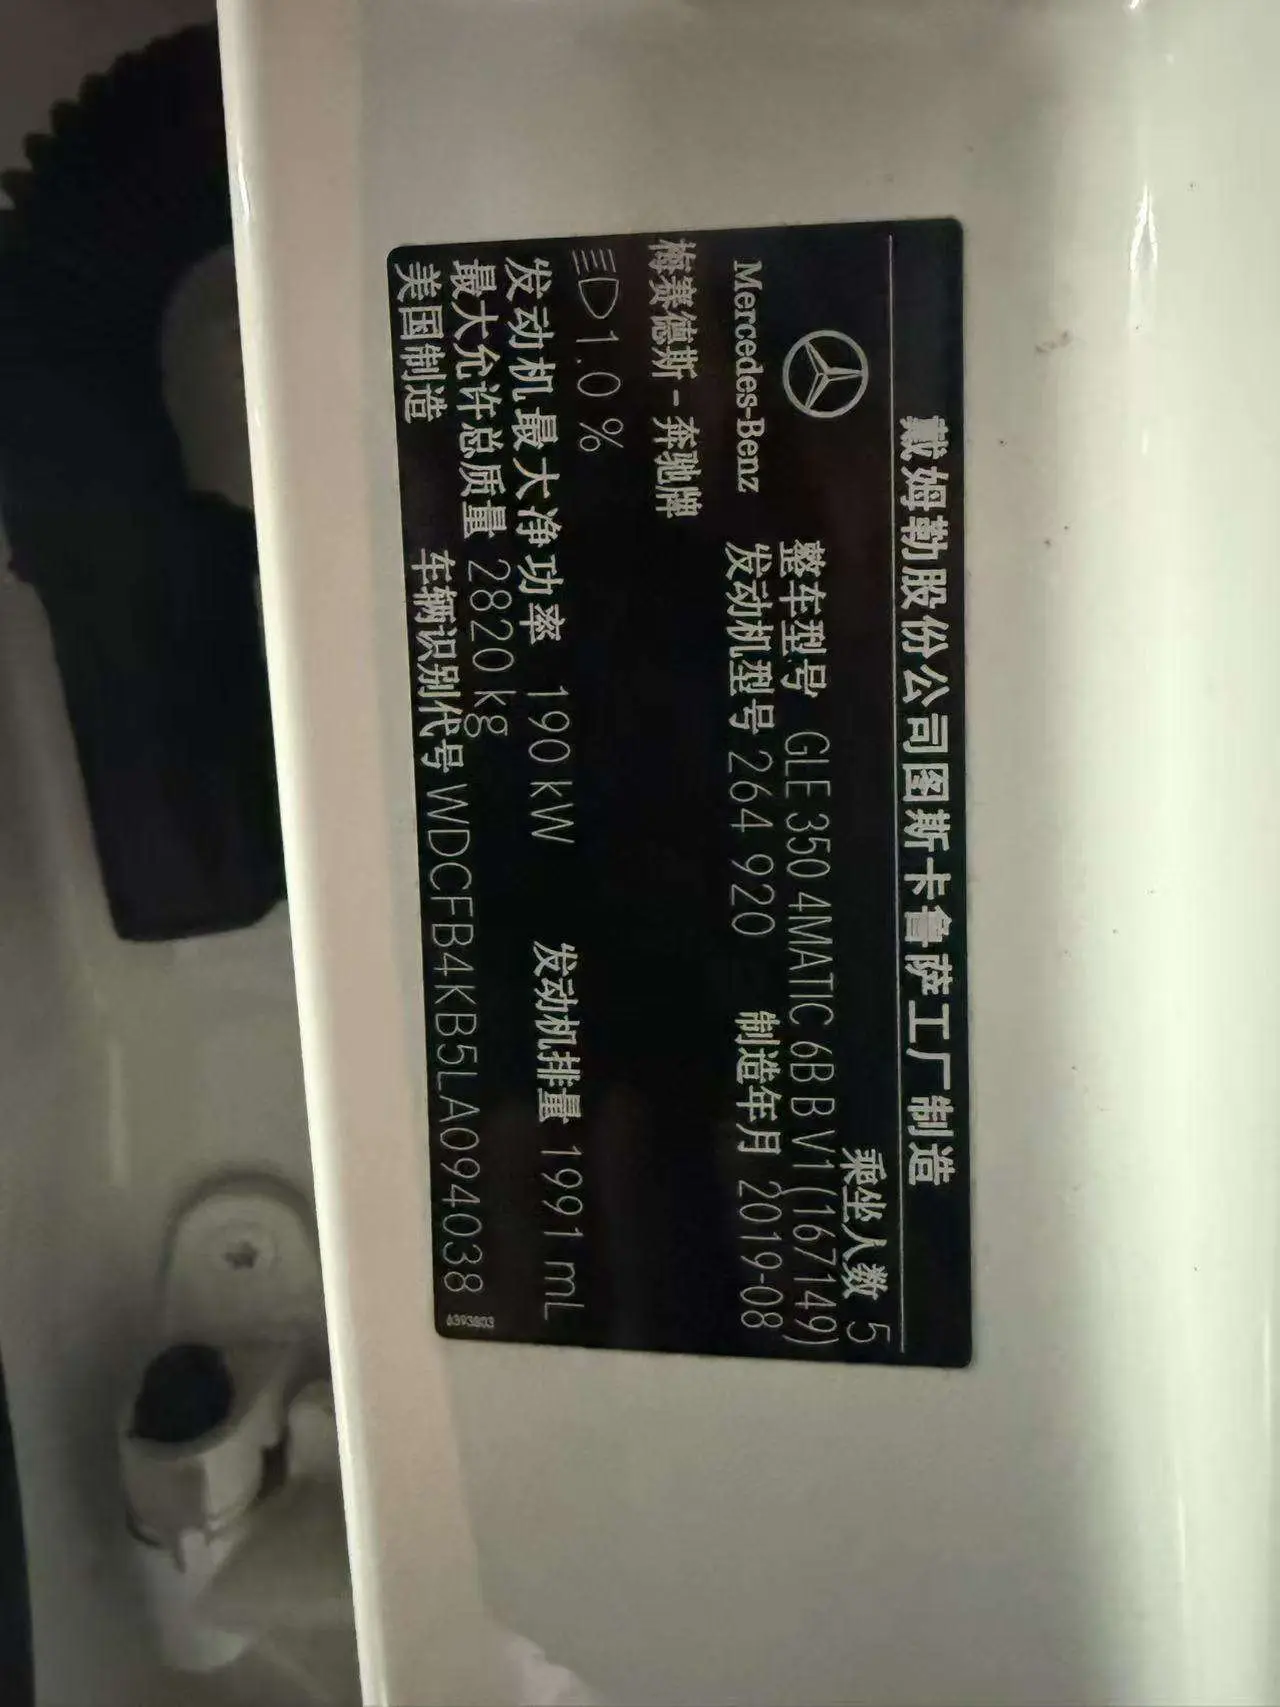 戴姆勒股份公司图斯卡鲁萨工厂制造
乘坐人数 5
整车型号 GLE 350 4MATIC 6B B V1 (167149)
Mercedes-Benz 发动机型号 264 920 制造年月 2019-08
梅赛德斯-奔驰牌
1.0 %
发动机最大净功率 190 kW 发动机排量 1991 mL
最大允许总质量 2820 kg
美国制造 车辆识别代号 WDCFB4KB5LA094038
A393803